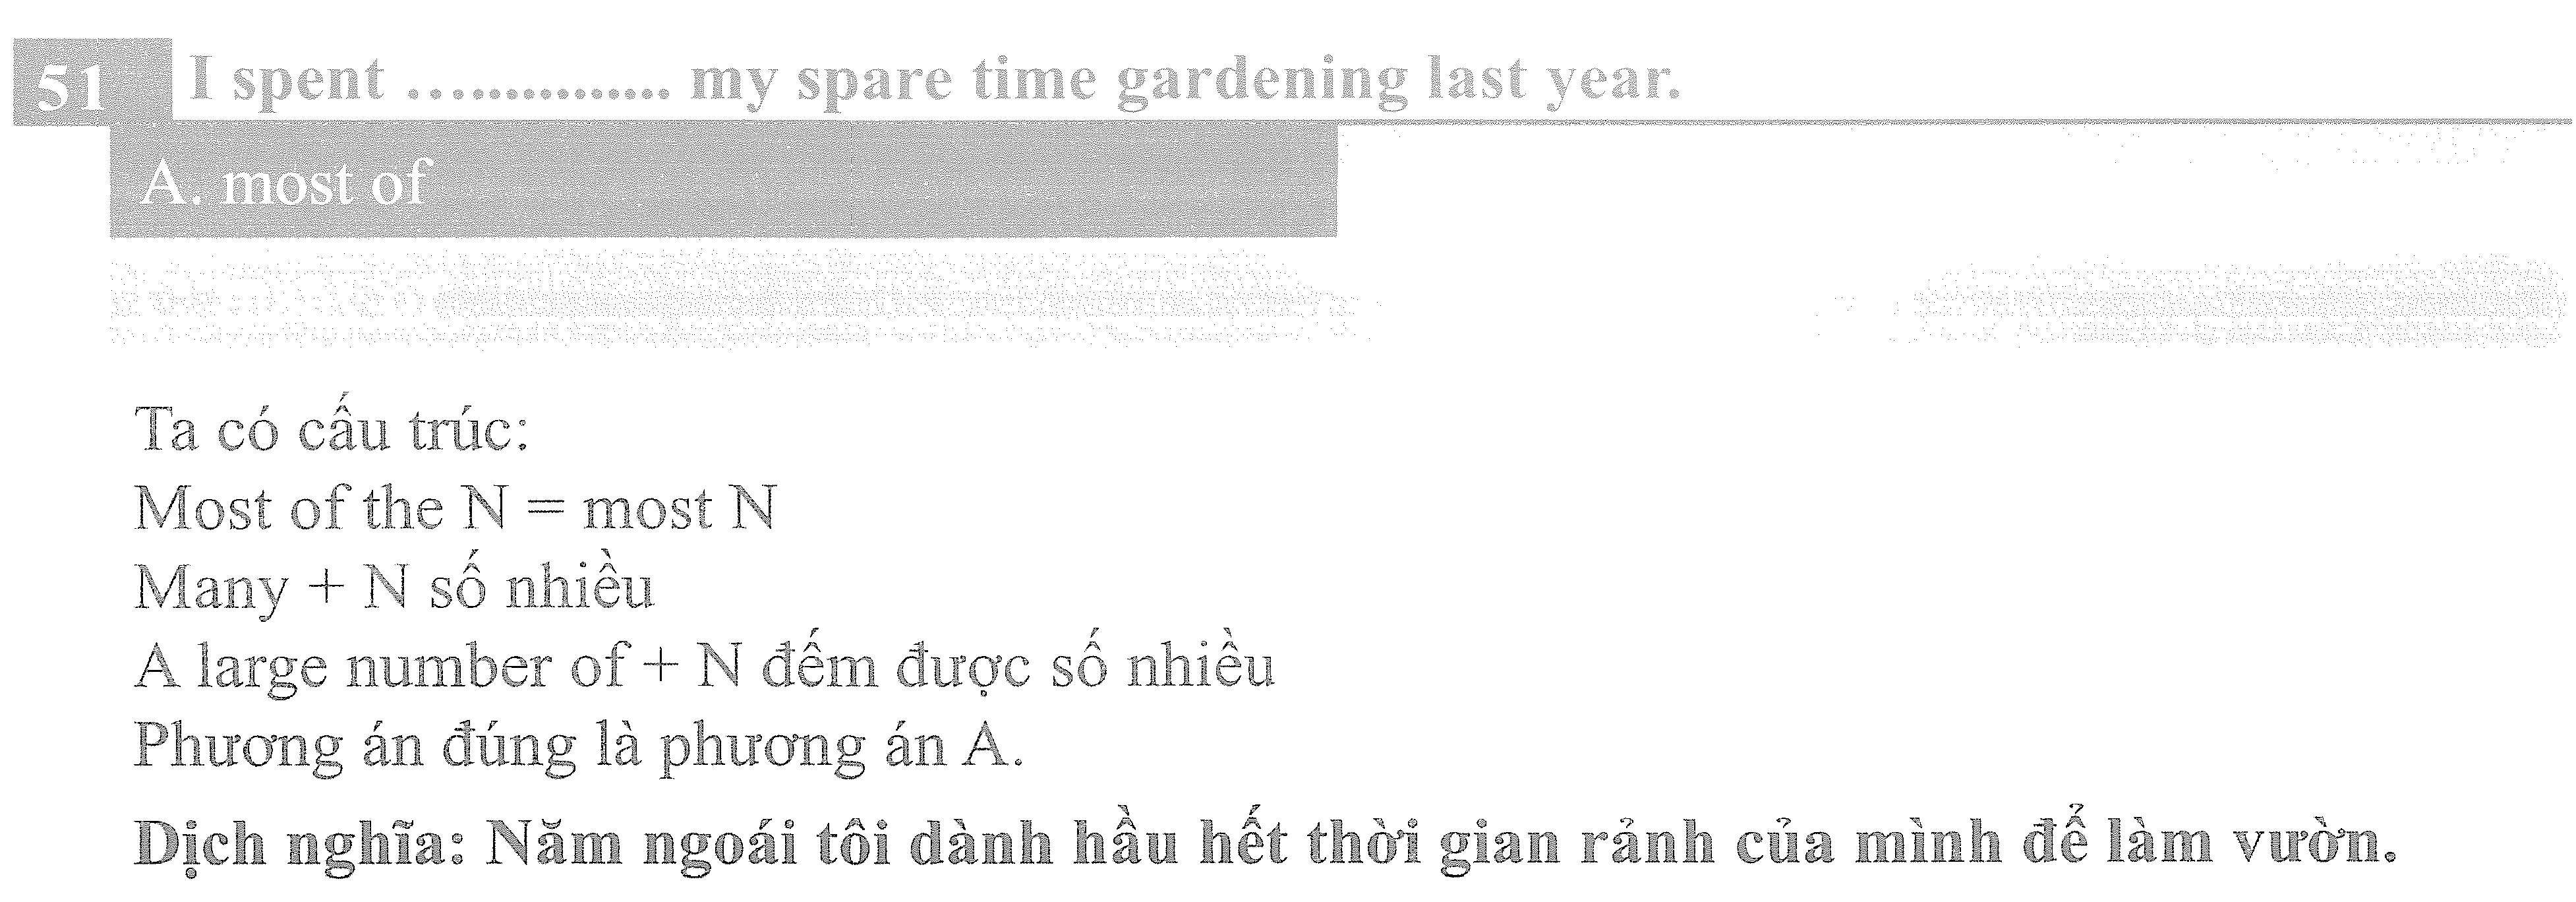 51 I spent ............... my spare time gardening last year.
A. most of
Ta có cấu trúc:
Most of the N = most N
Many + N số nhiều
A large number of + N đếm được số nhiều
Phương án đúng là phương án A.
Dịch nghĩa: Năm ngoái tôi dành hầu hết thời gian rảnh của mình để làm vườn.